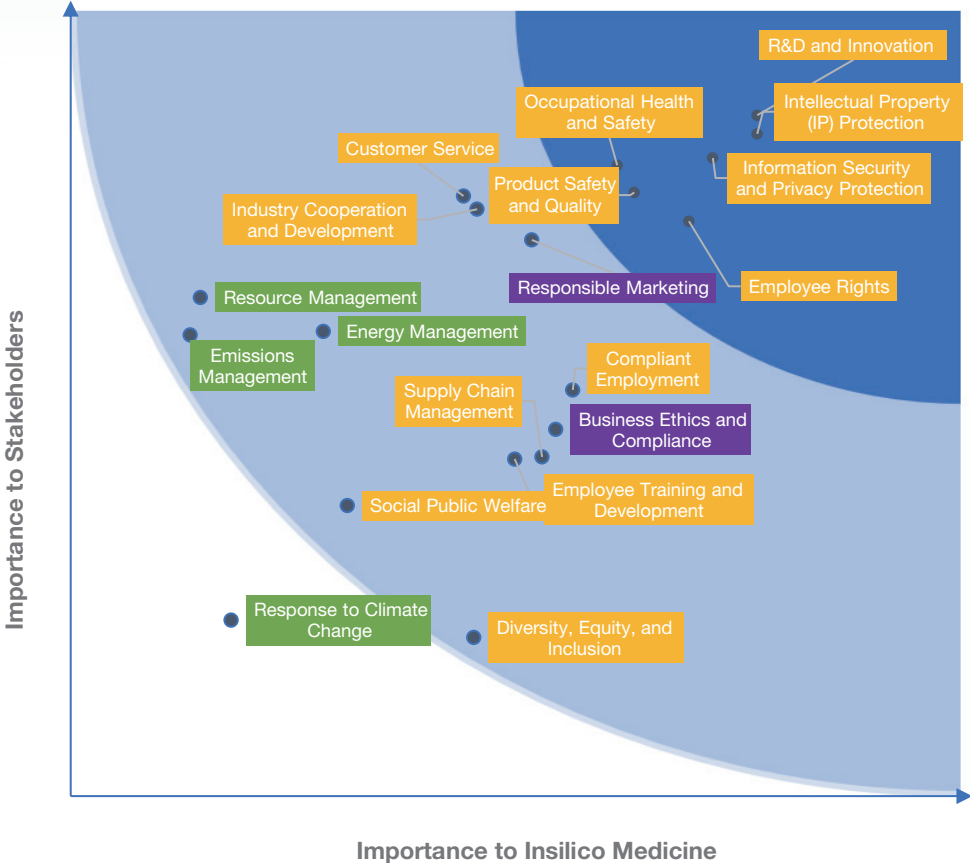 R&D and Innovation
Occupational Health
and Safety
Intellectual Property
(IP) Protection
Customer Service
Information Security
and Privacy Protection
Product Safety
and Quality
Industry Cooperation
and Development
Responsible Marketing
Employee Rights
Resource Management
Energy Management
Emissions
Management
Compliant
Employment
Supply Chain
Management
Business Ethics and
Compliance
Social Public Welfare
Employee Training and
Development
Response to Climate
Change
Diversity, Equity, and
Inclusion
Importance to Stakeholders
Importance to Insilico Medicine